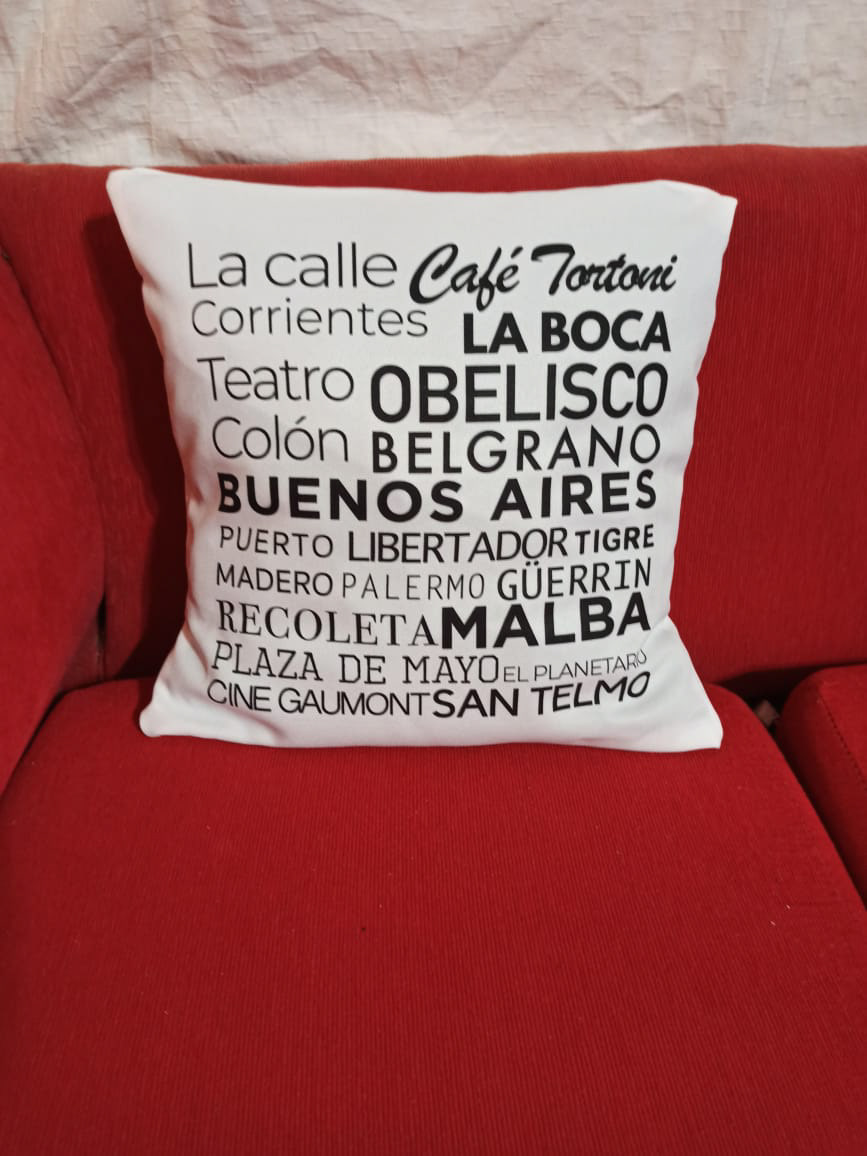 La calle Café Tortoni
Corrientes LA BOCA
Teatro OBELISCO
Colón BELGRANO
BUENOS AIRES
PUERTO LIBERTADOR TIGRE
MADERO PALERMO GÜERRIN
RECOLETA MALBA
PLAZA DE MAYO EL PLANETARIO
CINE GAUMONT SAN TELMO